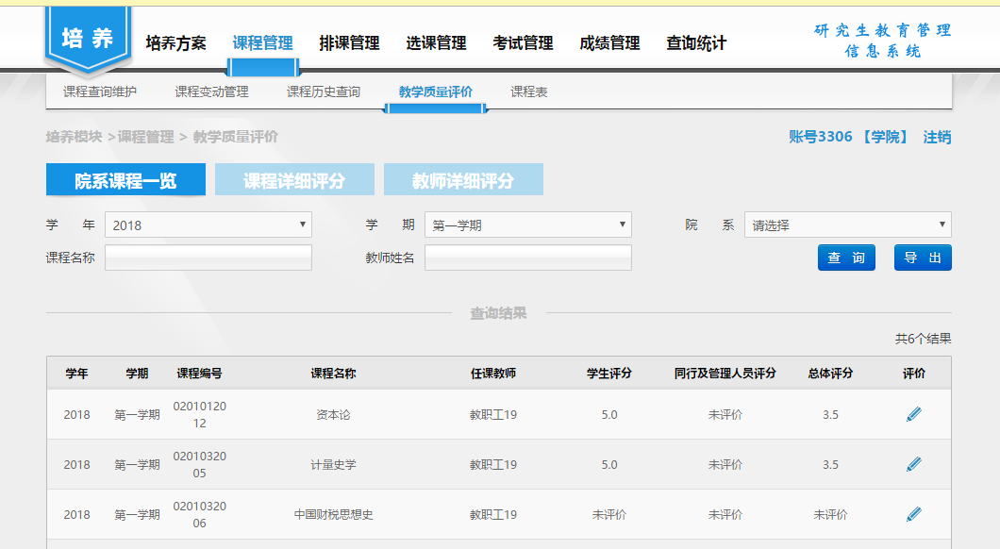 培养
培养方案 课程管理 排课管理 选课管理 考试管理 成绩管理 查询统计
研究生教育管理
信息系统
课程查询维护 课程变动管理 课程历史查询 教学质量评价 课程表
培养模块 >课程管理 > 教学质量评价
账号3306 【学院】 注销
院系课程一览 课程详细评分 教师详细评分
学 年 2018 学 期 第一学期 院 系 请选择
课程名称 教师姓名 查 询 导 出
查询结果
共6个结果
学年 学期 课程编号 课程名称 任课教师 学生评分 同行及管理人员评分 总体评分 评价
2018 第一学期 0201012012 资本论 教职工19 5.0 未评价 3.5
2018 第一学期 0201032005 计量史学 教职工19 5.0 未评价 3.5
2018 第一学期 0201032006 中国财税思想史 教职工19 未评价 未评价 未评价